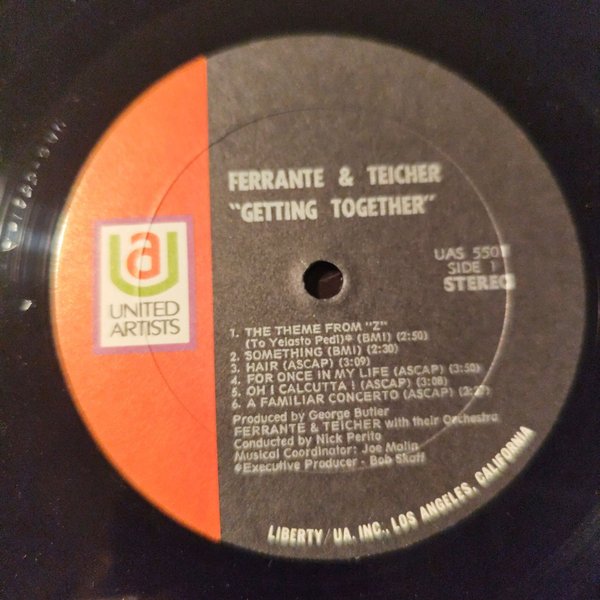 FERRANTE & TEICHER
"GETTING TOGETHER"
UAS
SIDE 1
STEREO
a
UNITED
ARTISTS
1. THE THEME FROM "Z"
(To Yelasto Pedi)* (BMI) (2:50)
2. SOMETHING (BMI) (2:30)
3. HAIR (ASCAP) (3:09)
4. FOR ONCE IN MY LIFE (ASCAP) (3:50)
5. OH ! CALCUTTA ! (ASCAP) (3:08)
6. A FAMILIAR CONCERTO (ASCAP)
Produced by George Butler
FERRANTE & TEICHER with their Orchestra
Conducted by Nick Perito
Musical Coordinator: Joe Malin
*Executive Producer - Bob Skaff
LIBERTY/UA, INC., LOS ANGELES, CALIFORNIA